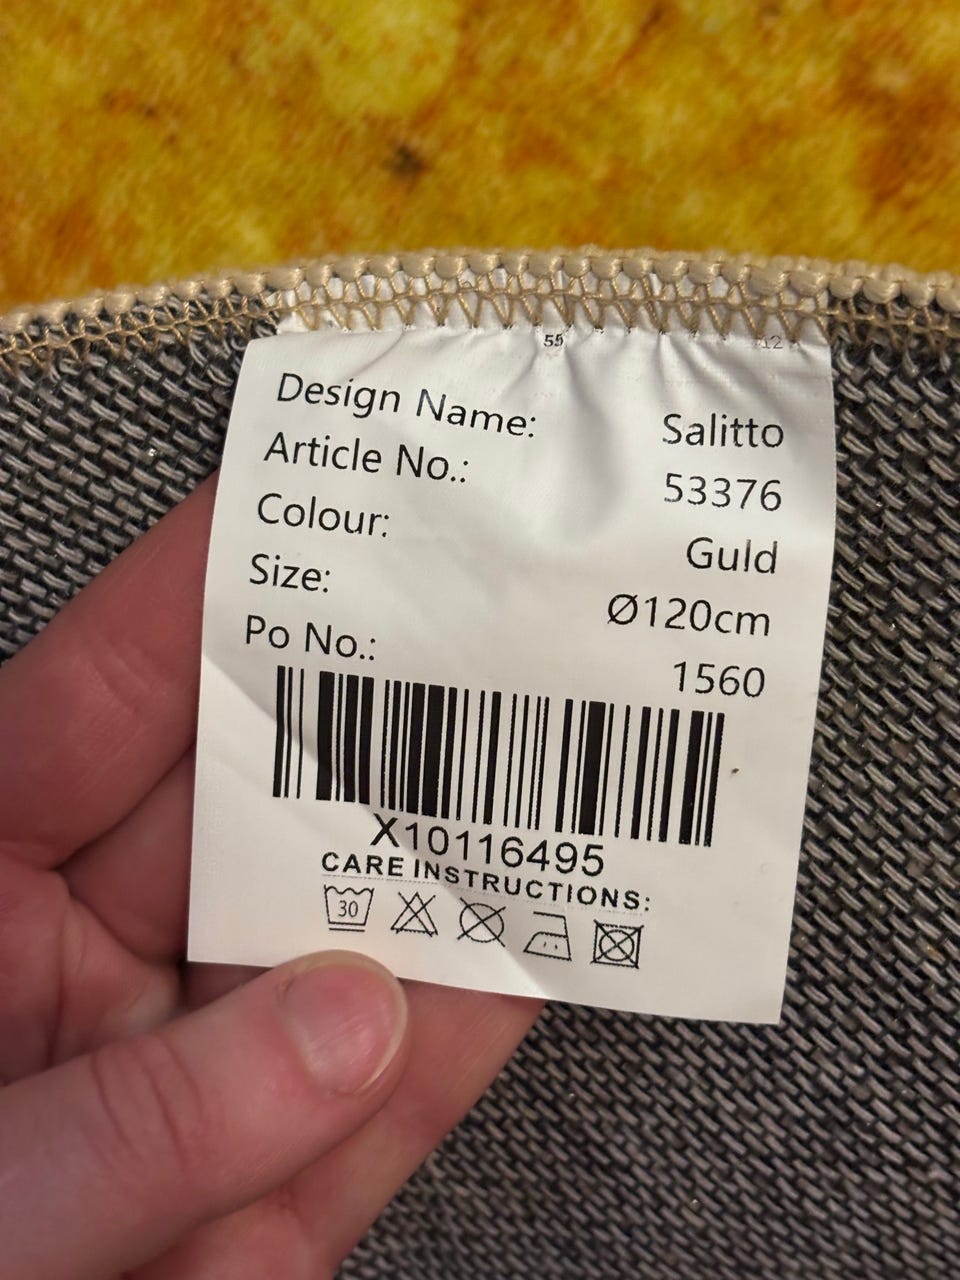 55 12
Design Name: Salitto
Article No.: 53376
Colour: Guld
Size: Ø120cm
Po No.: 1560
X10116495
CARE INSTRUCTIONS:
30